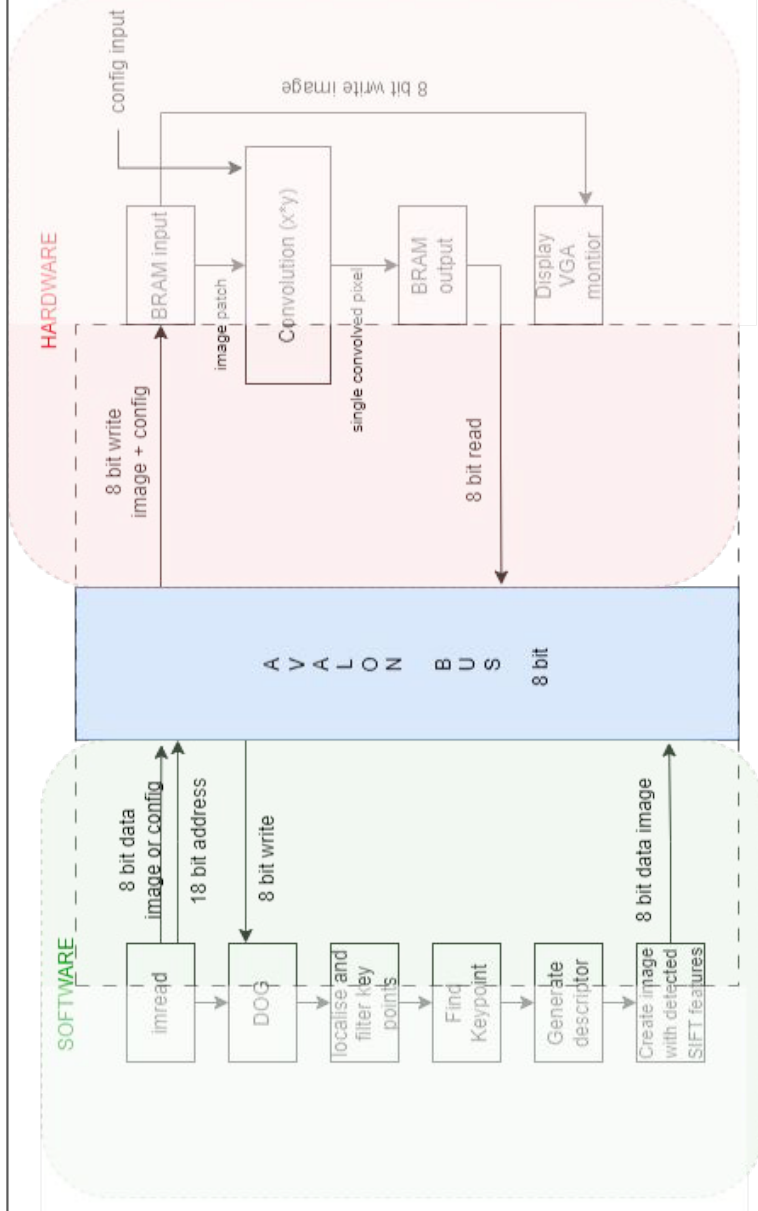 SOFTWARE
imread
DOG
localise and
filter key
points
Find
Keypoint
Generate
descriptor
Create image
with detected
SIFT features
8 bit data
image or config
18 bit address
8 bit write
8 bit data image
A
V
A
L
O
N
B
U
S
8 bit
HARDWARE
8 bit write
image + config
BRAM input
config input
image patch
Convolution (x*y)
single convolved pixel
BRAM
output
8 bit read
Display
VGA
montior
8 bit write image